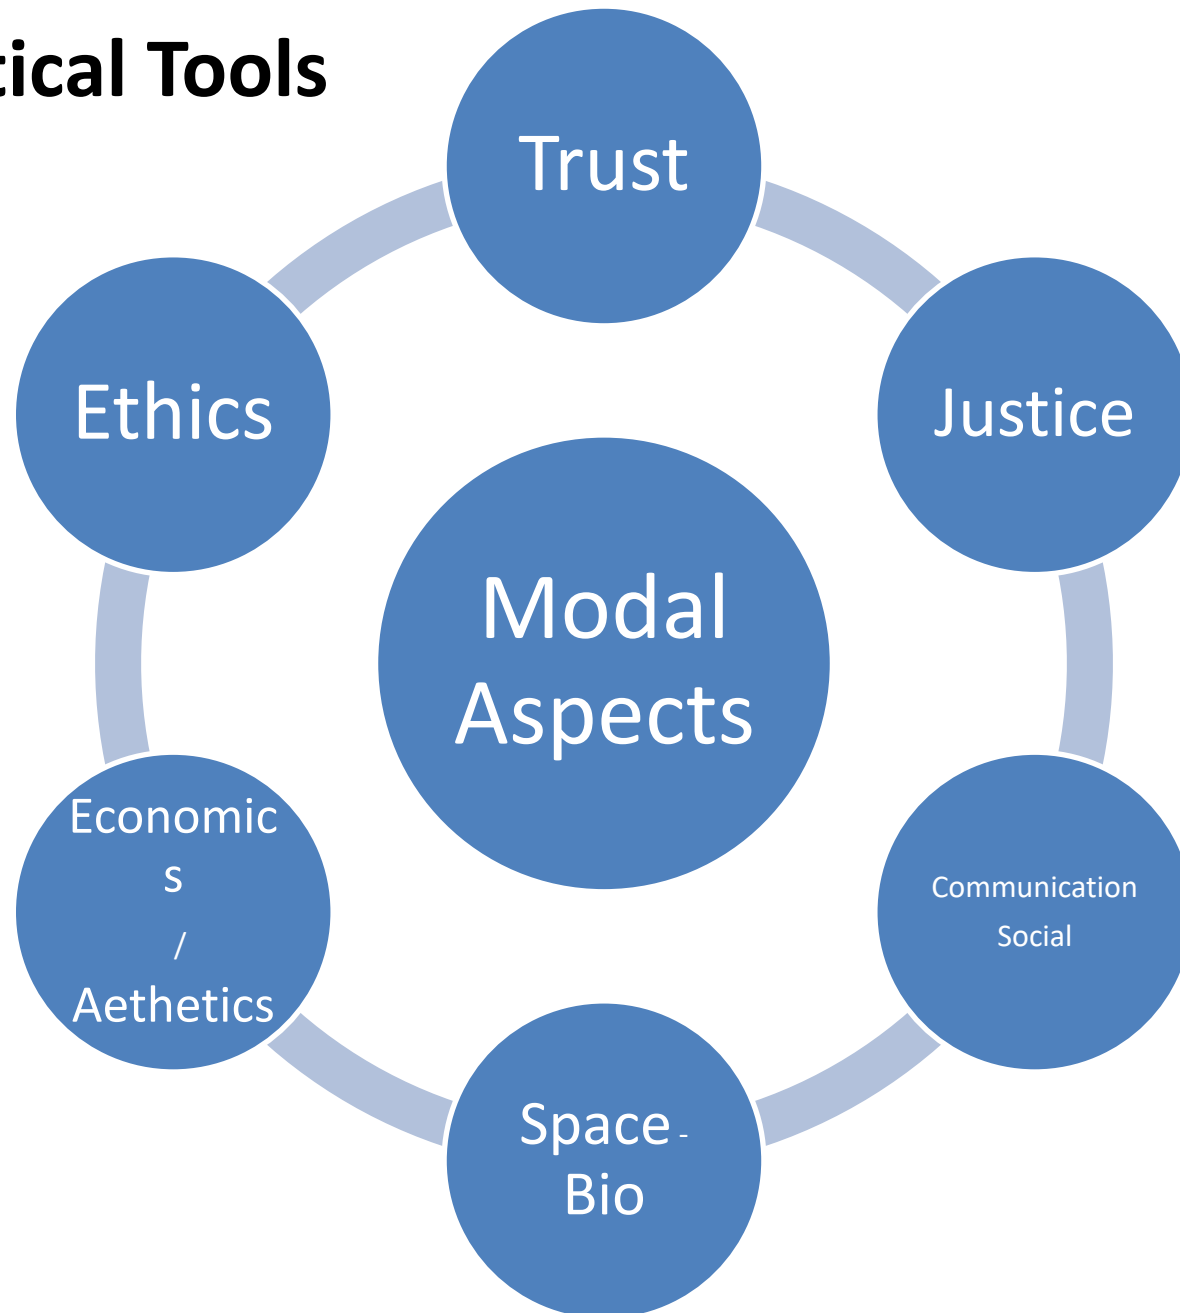 tical Tools
Trust
Ethics
Justice
Modal
Aspects
Economic
s
/
Aethetics
Communication
Social
Space -
Bio